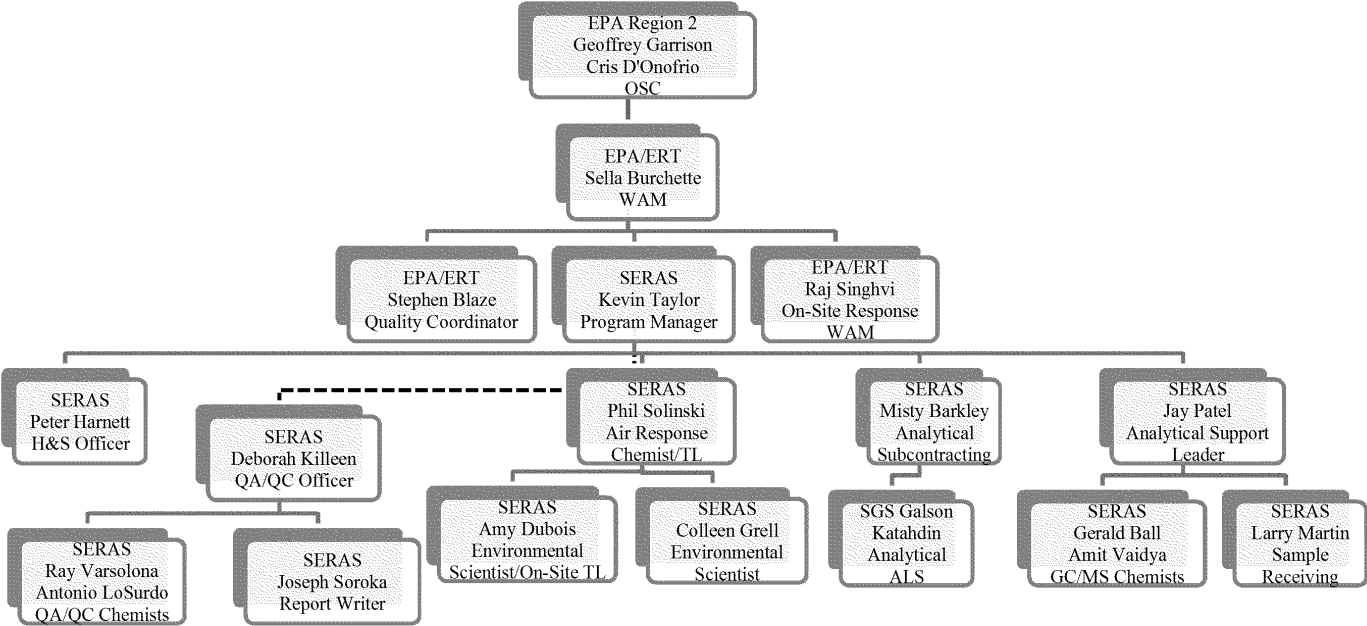 EPA Region 2
Geoffrey Garrison
Cris D'Onofrio
OSC
EPA/ERT
Sella Burchette
WAM
EPA/ERT
Stephen Blaze
Quality Coordinator
SERAS
Kevin Taylor
Program Manager
EPA/ERT
Raj Singhvi
On-Site Response
WAM
SERAS
Peter Harnett
H&S Officer
SERAS
Deborah Killeen
QA/QC Officer
SERAS
Phil Solinski
Air Response
Chemist/TL
SERAS
Misty Barkley
Analytical
Subcontracting
SERAS
Jay Patel
Analytical Support
Leader
SERAS
Ray Varsolona
Antonio LoSurdo
QA/QC Chemists
SERAS
Joseph Soroka
Report Writer
SERAS
Amy Dubois
Environmental
Scientist/On-Site TL
SERAS
Colleen Grell
Environmental
Scientist
SGS Galson
Katahdin
Analytical
ALS
SERAS
Gerald Ball
Amit Vaidya
GC/MS Chemists
SERAS
Larry Martin
Sample
Receiving